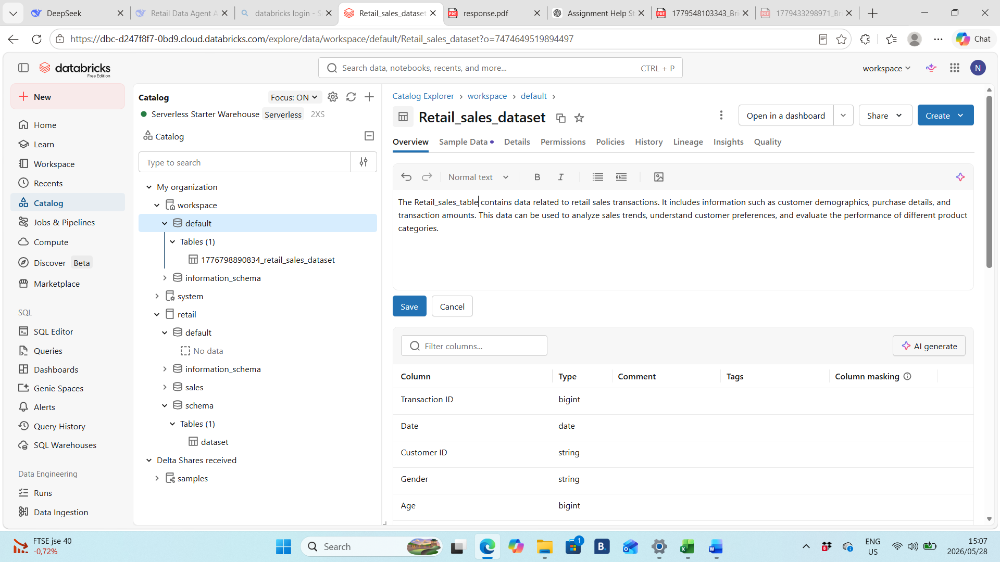 DeepSeek
Retail Data Agent A
databricks login - S
Retail_sales_dataset
response.pdf
Assignment Help St
1779548103343_Bri
1779433298971_Bri
https://dbc-d247f8f7-0bd9.cloud.databricks.com/explore/data/workspace/default/Retail_sales_dataset?o=7474649519894497
Chat
databricks
Free Edition
Search data, notebooks, recents, and more...
CTRL + P
workspace
N
New
Home
Learn
Workspace
Recents
Catalog
Jobs & Pipelines
Compute
Discover Beta
Marketplace
SQL
SQL Editor
Queries
Dashboards
Genie Spaces
Alerts
Query History
SQL Warehouses
Data Engineering
Runs
Data Ingestion
Catalog
Focus: ON
Serverless Starter Warehouse Serverless 2XS
Catalog
Type to search
My organization
workspace
default
Tables (1)
1776798890834_retail_sales_dataset
information_schema
system
retail
default
No data
information_schema
sales
schema
Tables (1)
dataset
Delta Shares received
samples
Catalog Explorer > workspace > default >
Retail_sales_dataset
Open in a dashboard
Share
Create
Overview Sample Data Details Permissions Policies History Lineage Insights Quality
Normal text
B I
The Retail_sales_table contains data related to retail sales transactions. It includes information such as customer demographics, purchase details, and
transaction amounts. This data can be used to analyze sales trends, understand customer preferences, and evaluate the performance of different product
categories.
Save Cancel
Filter columns...
AI generate
Column Type Comment Tags Column masking
Transaction ID bigint
Date date
Customer ID string
Gender string
Age bigint
FTSE jse 40
-0,72%
Search
1
B.
ENG
US
15:07
2026/05/28